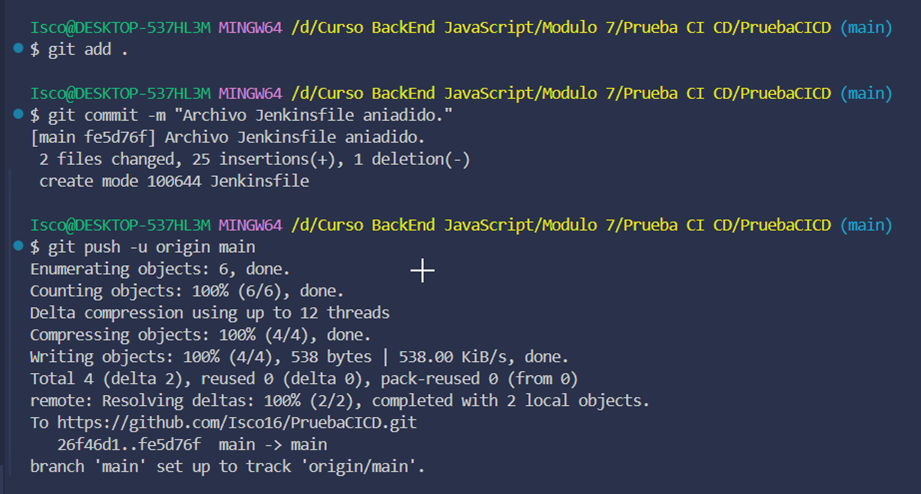 Isco@DESKTOP-537HL3M MINGW64 /d/Curso BackEnd JavaScript/Modulo 7/Prueba CI CD/PruebaCICD (main)
$ git add .
Isco@DESKTOP-537HL3M MINGW64 /d/Curso BackEnd JavaScript/Modulo 7/Prueba CI CD/PruebaCICD (main)
$ git commit -m "Archivo Jenkinsfile aniadido."
[main fe5d76f] Archivo Jenkinsfile aniadido.
 2 files changed, 25 insertions(+), 1 deletion(-)
 create mode 100644 Jenkinsfile
Isco@DESKTOP-537HL3M MINGW64 /d/Curso BackEnd JavaScript/Modulo 7/Prueba CI CD/PruebaCICD (main)
$ git push -u origin main
Enumerating objects: 6, done.
Counting objects: 100% (6/6), done.
Delta compression using up to 12 threads
Compressing objects: 100% (4/4), done.
Writing objects: 100% (4/4), 538 bytes | 538.00 KiB/s, done.
Total 4 (delta 2), reused 0 (delta 0), pack-reused 0 (from 0)
remote: Resolving deltas: 100% (2/2), completed with 2 local objects.
To https://github.com/Isco16/PruebaCICD.git
   26f46d1..fe5d76f  main -> main
branch 'main' set up to track 'origin/main'.